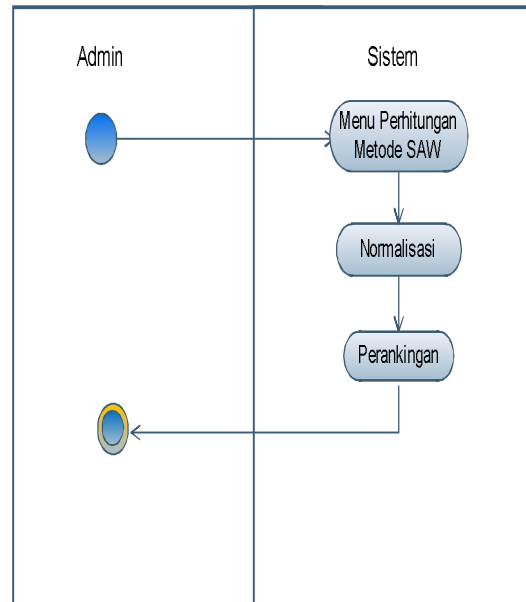 Admin
Sistem
Menu Perhitungan
Metode SAW
Normalisasi
Perankingan